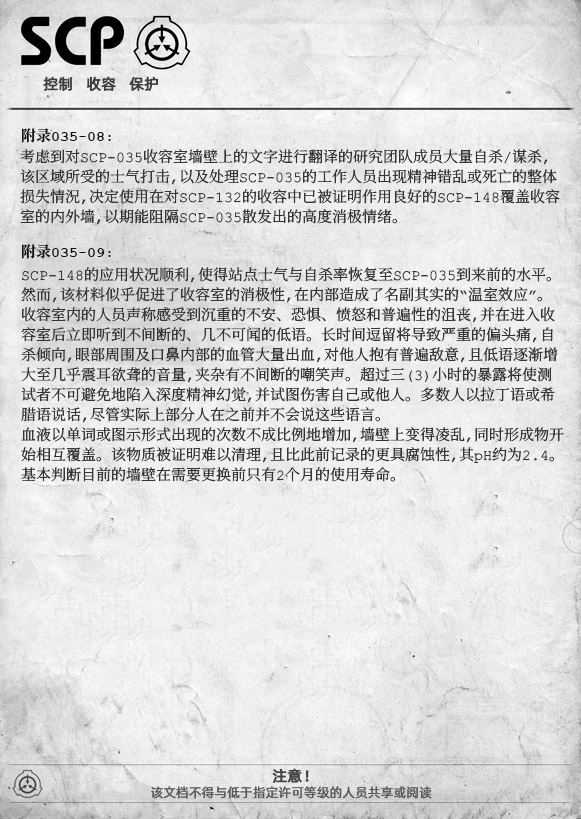 SCP
控制 收容 保护
附录035-08:
考虑到对SCP-035收容室墙壁上的文字进行翻译的研究团队成员大量自杀/谋杀,
该区域所受的士气打击,以及处理SCP-035的工作人员出现精神错乱或死亡的整体
损失情况,决定使用在对SCP-132的收容中已被证明作用良好的SCP-148覆盖收容
室的内外墙,以期能阻隔SCP-035散发出的高度消极情绪。
附录035-09:
SCP-148的应用状况顺利,使得站点士气与自杀率恢复至SCP-035到来前的水平。
然而,该材料似乎促进了收容室的消极性,在内部造成了名副其实的“温室效应”。
收容室内的人员声称感受到沉重的不安、恐惧、愤怒和普遍性的沮丧,并在进入收
容室后立即听到不间断的、几不可闻的低语。长时间逗留将导致严重的偏头痛,自
杀倾向,眼部周围及口鼻内部的血管大量出血,对他人抱有普遍敌意,且低语逐渐增
大至几乎震耳欲聋的音量,夹杂有不间断的嘲笑声。超过三(3)小时的暴露将使测
试者不可避免地陷入深度精神幻觉,并试图伤害自己或他人。多数人以拉丁语或希
腊语说话,尽管实际上部分人在之前并不会说这些语言。
血液以单词或图示形式出现的次数不成比例地增加,墙壁上变得凌乱,同时形成物开
始相互覆盖。该物质被证明难以清理,且比此前记录的更具腐蚀性,其pH约为2.4。
基本判断目前的墙壁在需要更换前只有2个月的使用寿命。
注意!
该文档不得与低于指定许可等级的人员共享或阅读